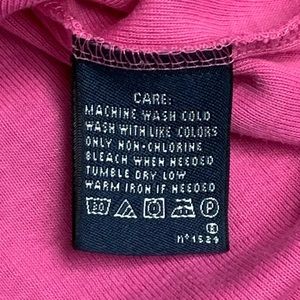 CARE:
MACHINE WASH COLD
WASH WITH LIKE COLORS
ONLY NON-CHLORINE
BLEACH WHEN NEEDED
TUMBLE DRY LOW
WARM IRON IF NEEDED
P
nº1524